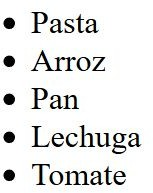 • Pasta
• Arroz
• Pan
• Lechuga
• Tomate